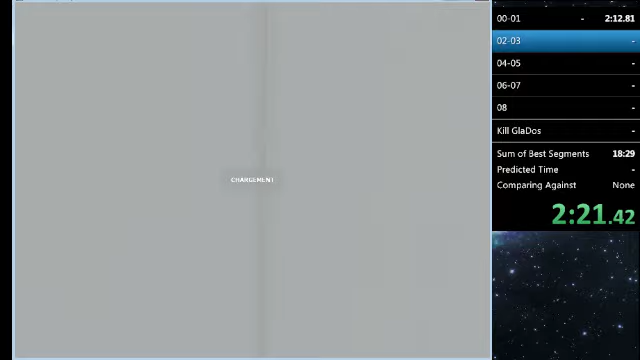 CHARGEMENT
00-01 - 2:12.81
02-03 -
04-05 -
06-07 -
08 -
Kill GlaDos -
Sum of Best Segments 18:29
Predicted Time -
Comparing Against None
2:21.42